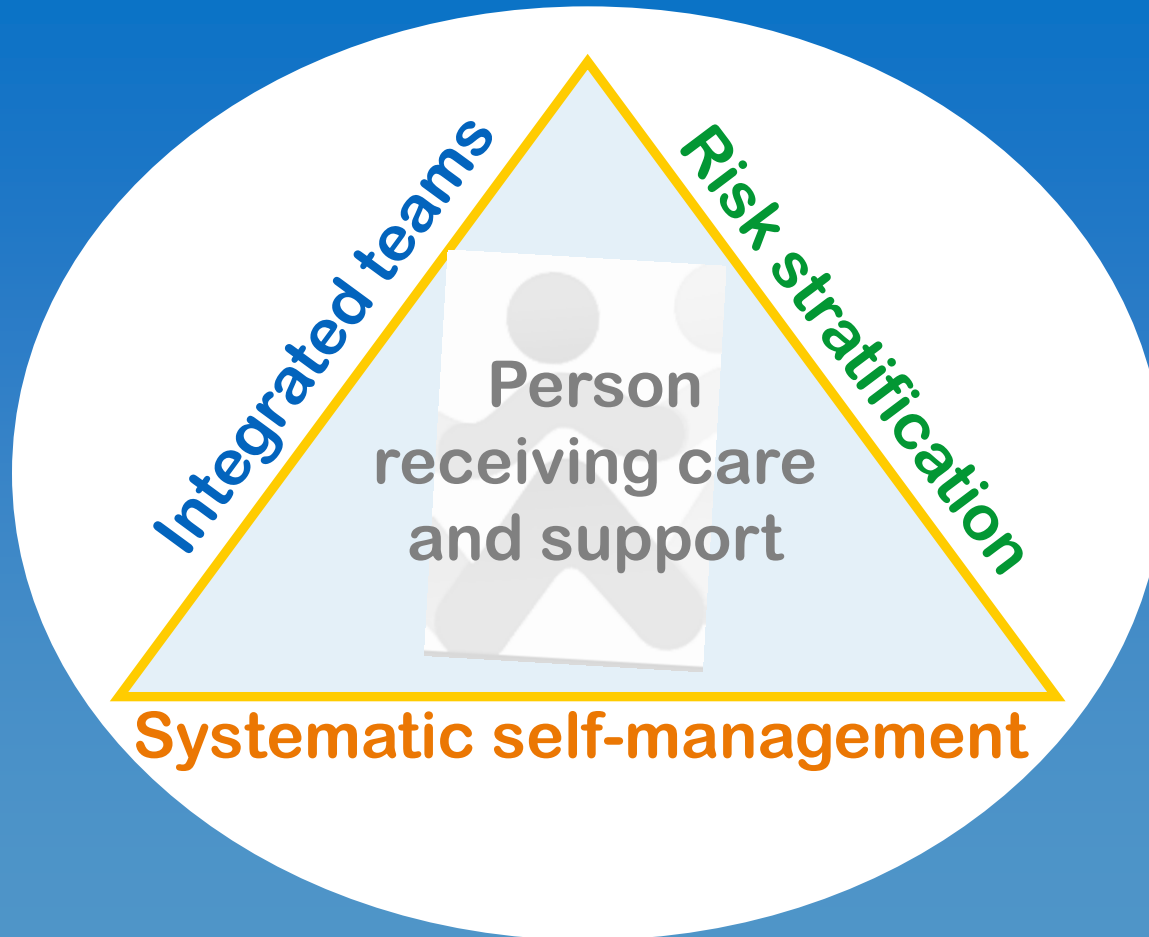 Integrated teams
Risk stratification
Person
receiving care
and support
Systematic self-management